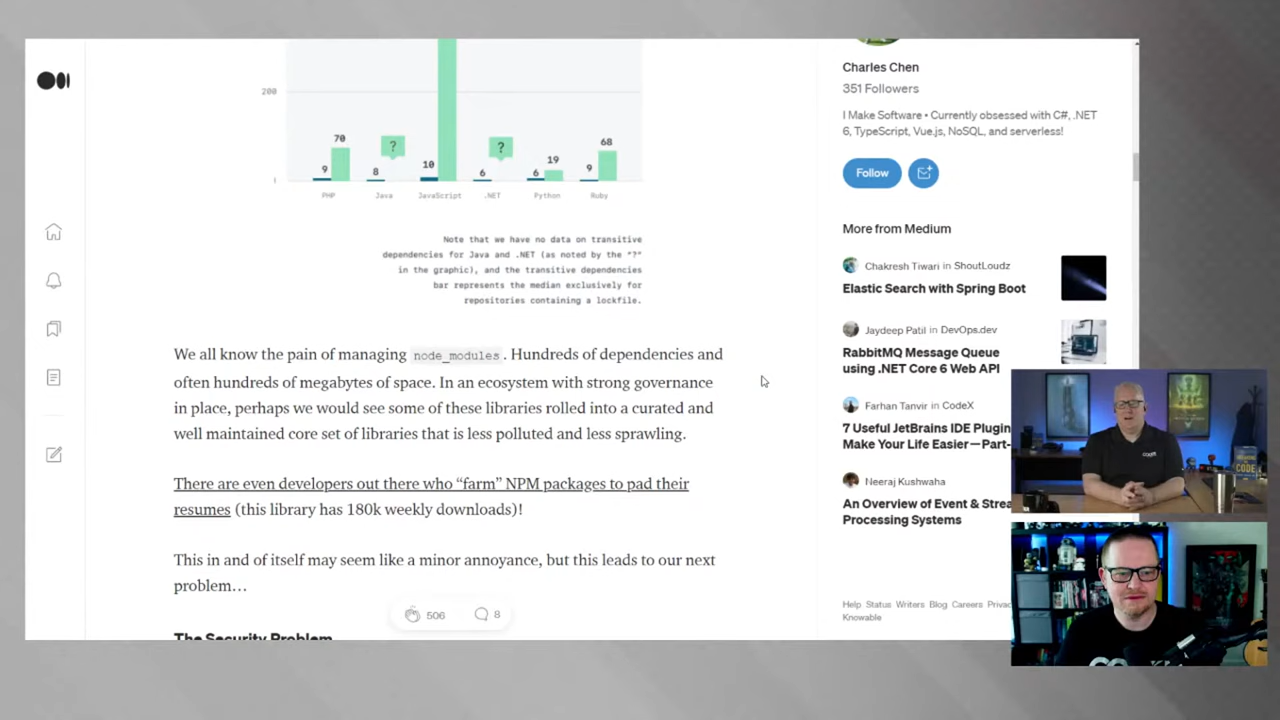 200
70
9
?
8
10
?
6
6
19
9
68
PHP
Java
JavaScript
.NET
Python
Ruby
Note that we have no data on transitive
dependencies for Java and .NET (as noted by the "?"
in the graphic), and the transitive dependencies
bar represents the median exclusively for
repositories containing a lockfile.
We all know the pain of managing node_modules. Hundreds of dependencies and
often hundreds of megabytes of space. In an ecosystem with strong governance
in place, perhaps we would see some of these libraries rolled into a curated and
well maintained core set of libraries that is less polluted and less sprawling.
There are even developers out there who “farm” NPM packages to pad their
resumes (this library has 180k weekly downloads)!
This in and of itself may seem like a minor annoyance, but this leads to our next
problem…
506
8
The Security Problem
Charles Chen
351 Followers
I Make Software • Currently obsessed with C#, .NET
6, TypeScript, Vue.js, NoSQL, and serverless!
Follow
More from Medium
Chakresh Tiwari in ShoutLoudz
Elastic Search with Spring Boot
Jaydeep Patil in DevOps.dev
RabbitMQ Message Queue
using .NET Core 6 Web API
Farhan Tanvir in CodeX
7 Useful JetBrains IDE Plugin
Make Your Life Easier — Part-
Neeraj Kushwaha
An Overview of Event & Strea
Processing Systems
Help Status Writers Blog Careers Privac
Knowable
CODE